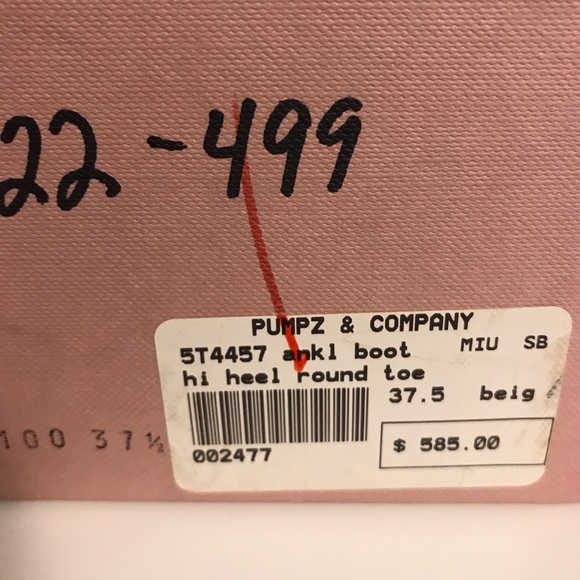 22-499
PUMPZ & COMPANY
5T4457 ankl boot MIU SB
hi heel round toe
37.5 beig
002477
$ 585.00
100 37½